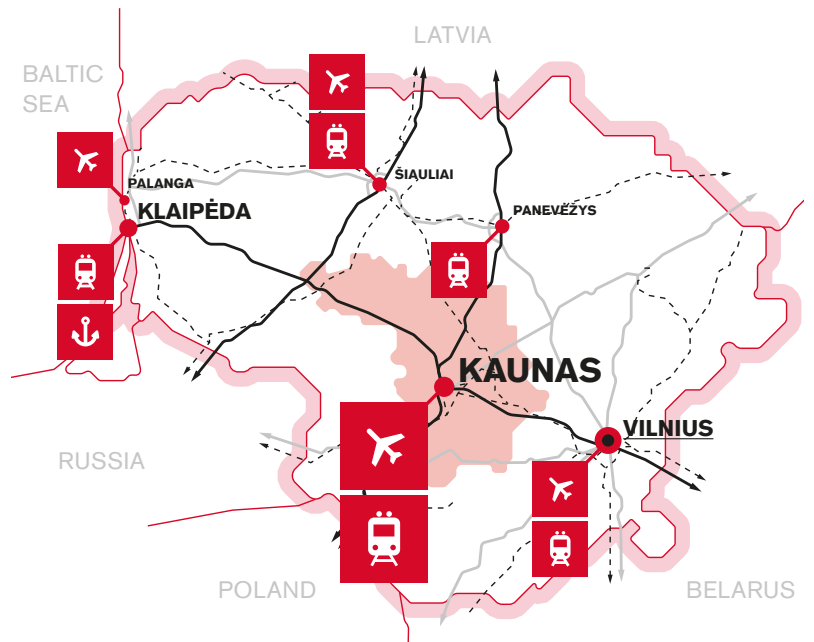 LATVIA
BALTIC
SEA
ŠIAULIAI
PALANGA
KLAIPĖDA
PANEVĖŽYS
KAUNAS
VILNIUS
RUSSIA
POLAND
BELARUS